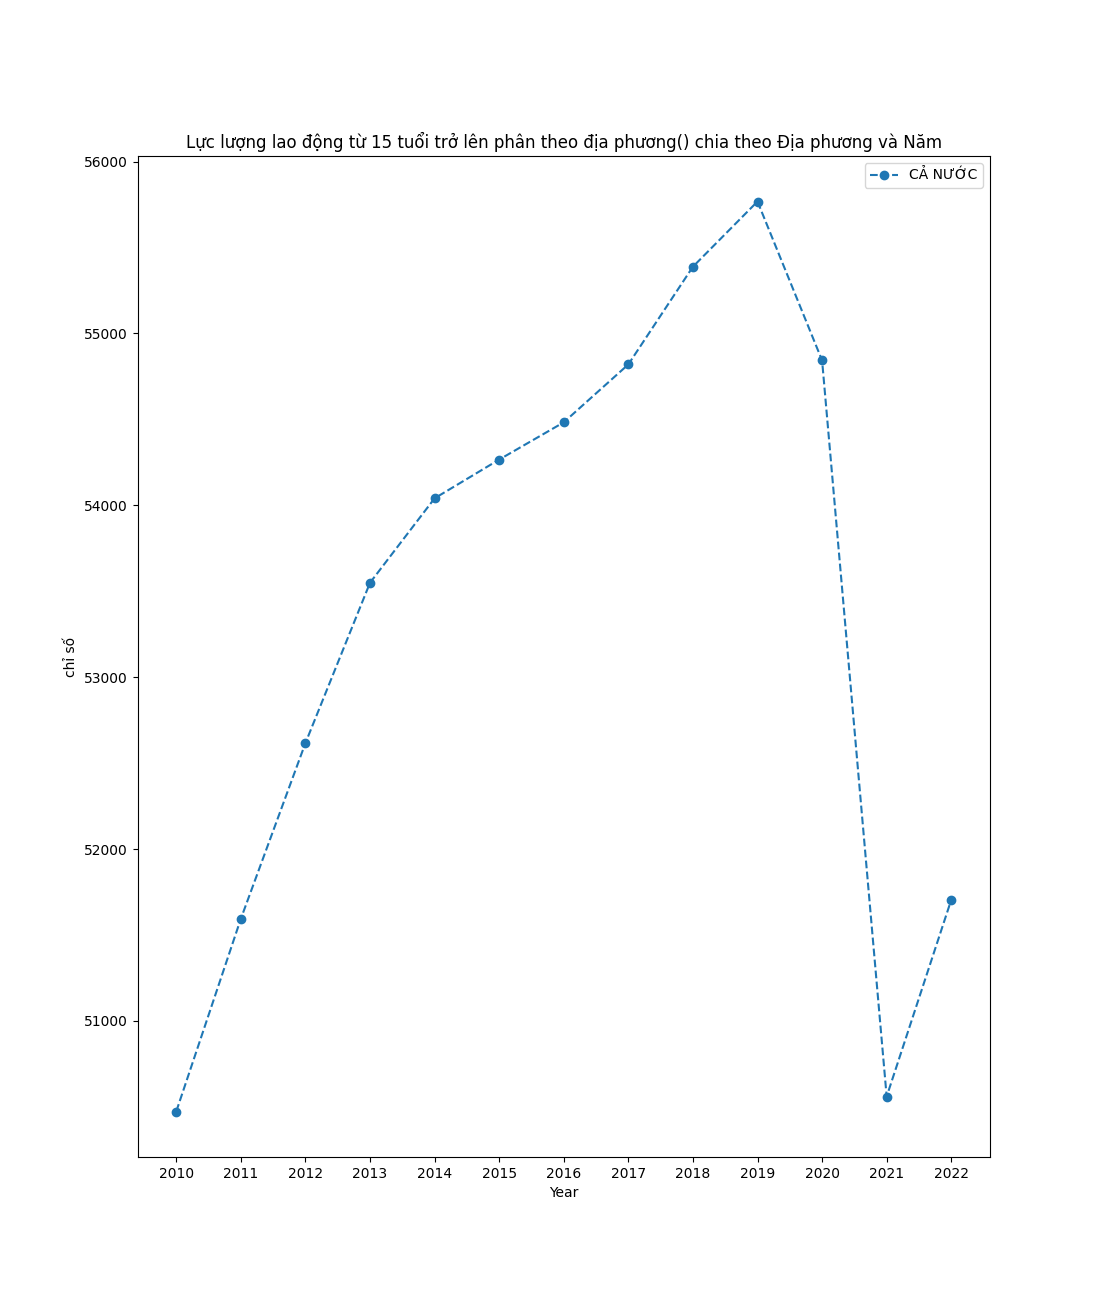 Lực lượng lao động từ 15 tuổi trở lên phân theo địa phương() chia theo Địa phương và Năm
CẢ NƯỚC
56000
55000
54000
53000
52000
51000
chỉ số
2010 2011 2012 2013 2014 2015 2016 2017 2018 2019 2020 2021 2022
Year